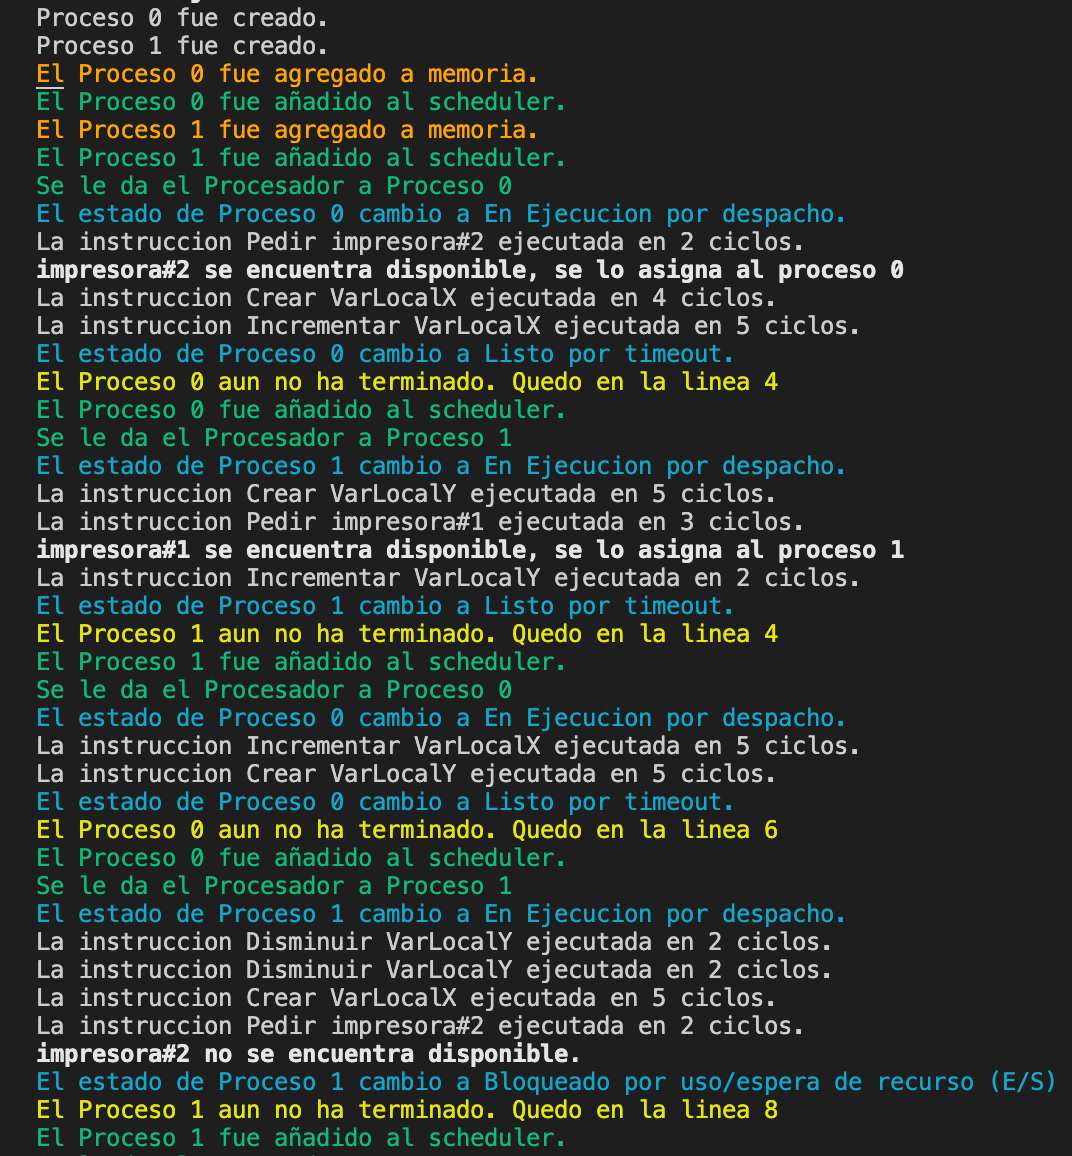 Proceso 0 fue creado.
Proceso 1 fue creado.
El Proceso 0 fue agregado a memoria.
El Proceso 0 fue añadido al scheduler.
El Proceso 1 fue agregado a memoria.
El Proceso 1 fue añadido al scheduler.
Se le da el Procesador a Proceso 0
El estado de Proceso 0 cambio a En Ejecucion por despacho.
La instruccion Pedir impresora#2 ejecutada en 2 ciclos.
impresora#2 se encuentra disponible, se lo asigna al proceso 0
La instruccion Crear VarLocalX ejecutada en 4 ciclos.
La instruccion Incrementar VarLocalX ejecutada en 5 ciclos.
El estado de Proceso 0 cambio a Listo por timeout.
El Proceso 0 aun no ha terminado. Quedo en la linea 4
El Proceso 0 fue añadido al scheduler.
Se le da el Procesador a Proceso 1
El estado de Proceso 1 cambio a En Ejecucion por despacho.
La instruccion Crear VarLocalY ejecutada en 5 ciclos.
La instruccion Pedir impresora#1 ejecutada en 3 ciclos.
impresora#1 se encuentra disponible, se lo asigna al proceso 1
La instruccion Incrementar VarLocalY ejecutada en 2 ciclos.
El estado de Proceso 1 cambio a Listo por timeout.
El Proceso 1 aun no ha terminado. Quedo en la linea 4
El Proceso 1 fue añadido al scheduler.
Se le da el Procesador a Proceso 0
El estado de Proceso 0 cambio a En Ejecucion por despacho.
La instruccion Incrementar VarLocalX ejecutada en 5 ciclos.
La instruccion Crear VarLocalY ejecutada en 5 ciclos.
El estado de Proceso 0 cambio a Listo por timeout.
El Proceso 0 aun no ha terminado. Quedo en la linea 6
El Proceso 0 fue añadido al scheduler.
Se le da el Procesador a Proceso 1
El estado de Proceso 1 cambio a En Ejecucion por despacho.
La instruccion Disminuir VarLocalY ejecutada en 2 ciclos.
La instruccion Disminuir VarLocalY ejecutada en 2 ciclos.
La instruccion Crear VarLocalX ejecutada en 5 ciclos.
La instruccion Pedir impresora#2 ejecutada en 2 ciclos.
impresora#2 no se encuentra disponible.
El estado de Proceso 1 cambio a Bloqueado por uso/espera de recurso (E/S)
El Proceso 1 aun no ha terminado. Quedo en la linea 8
El Proceso 1 fue añadido al scheduler.